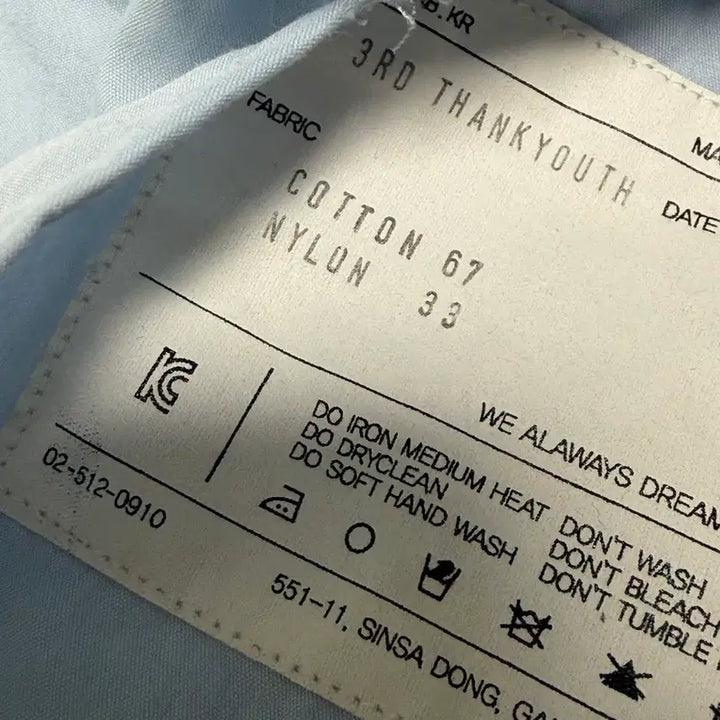 B.KR
3RD THANKYOUTH
FABRIC
DATE
COTTON 67
NYLON 33
WE ALAWAYS DREAM
KC
DO IRON MEDIUM HEAT
DO DRYCLEAN
DO SOFT HAND WASH
DON'T WASH
DON'T BLEACH
DON'T TUMBLE
02-512-0910
551-11, SINSA DONG,